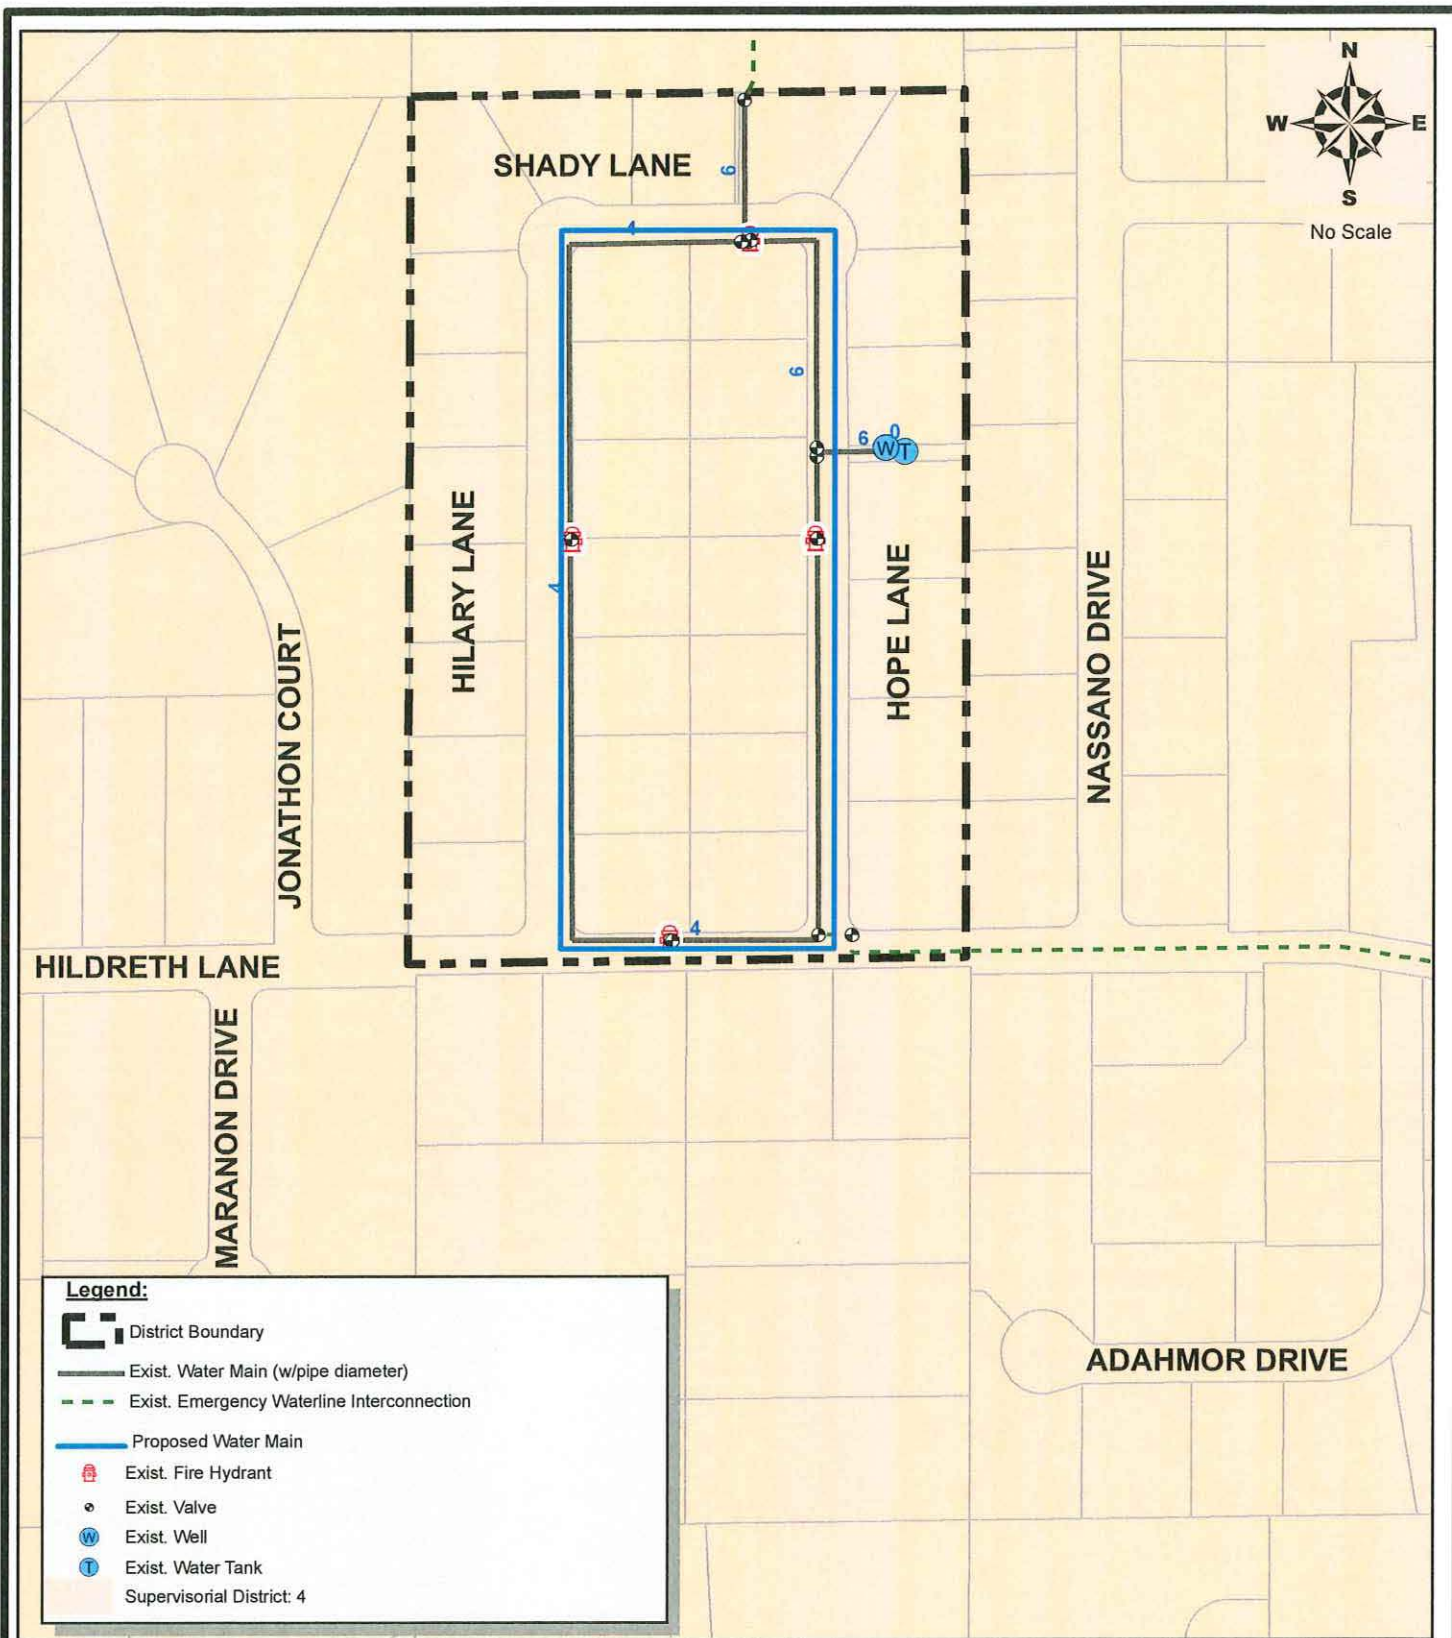 N
W E
S
No Scale
SHADY LANE
6
4
6
6
0
W
T
HILARY LANE
4
HOPE LANE
NASSANO DRIVE
JONATHON COURT
4
HILDRETH LANE
MARANON DRIVE
ADAHMOR DRIVE
Legend:
District Boundary
Exist. Water Main (w/pipe diameter)
Exist. Emergency Waterline Interconnection
Proposed Water Main
Exist. Fire Hydrant
Exist. Valve
W Exist. Well
T Exist. Water Tank
Supervisorial District: 4